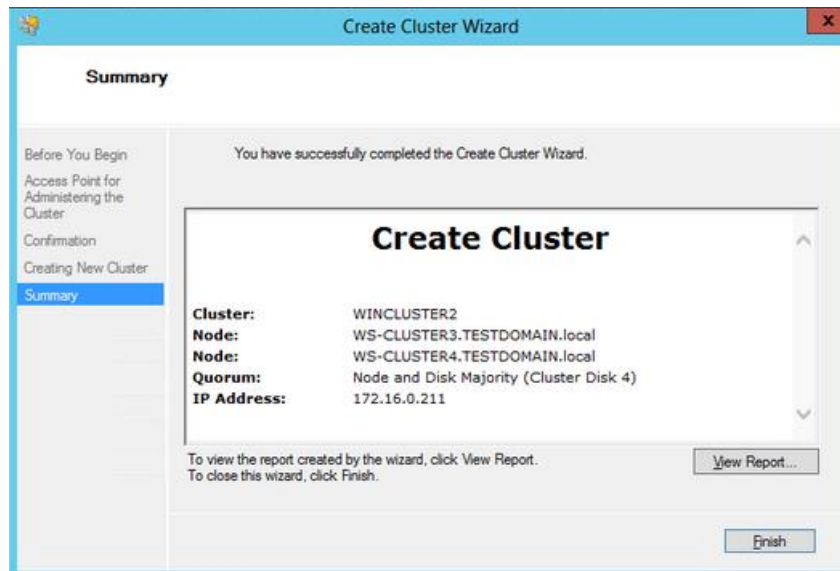 Create Cluster Wizard
x
Summary
Before You Begin
Access Point for
Administering the
Cluster
Confirmation
Creating New Cluster
Summary
You have successfully completed the Create Cluster Wizard.
Create Cluster
Cluster: WINCLUSTER2
Node: WS-CLUSTER3.TESTDOMAIN.local
Node: WS-CLUSTER4.TESTDOMAIN.local
Quorum: Node and Disk Majority (Cluster Disk 4)
IP Address: 172.16.0.211
To view the report created by the wizard, click View Report.
To close this wizard, click Finish.
View Report...
Finish